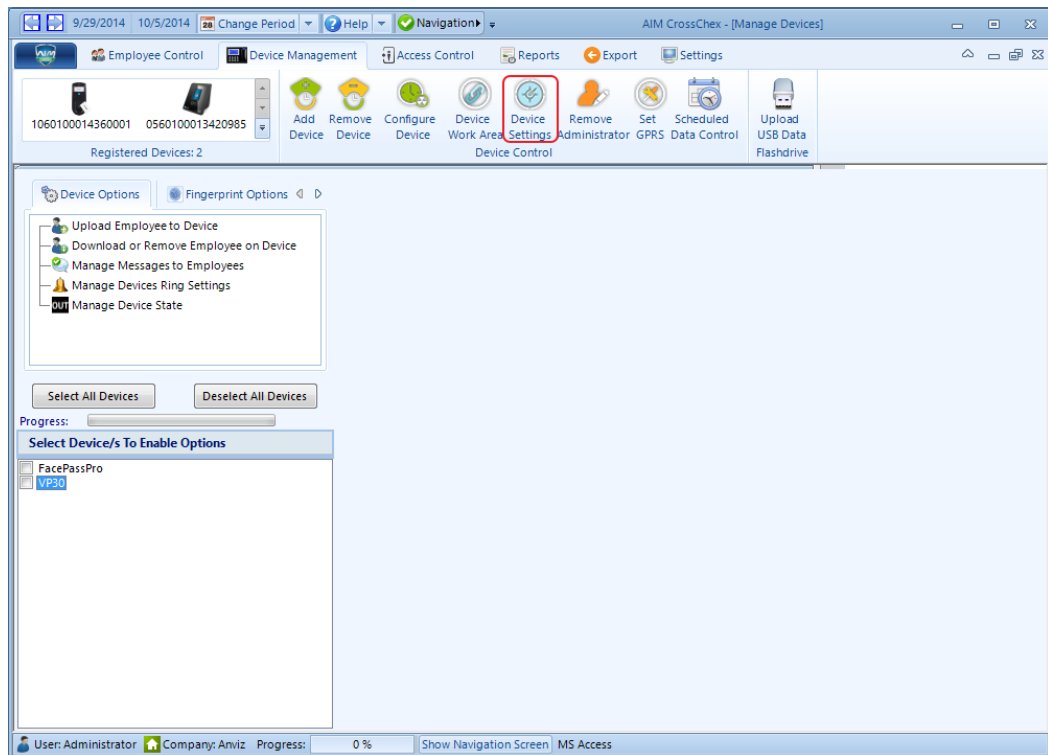 9/29/2014 10/5/2014 28 Change Period Help Navigation AIM CrossChex - [Manage Devices]
AIM Employee Control Device Management Access Control Reports Export Settings
1060100014360001 0560100013420985
Registered Devices: 2
Add Device
Remove Device
Configure Device
Device Work Area
Device Settings
Remove Administrator
Set GPRS
Scheduled Data Control
Upload USB Data
Device Control
Flashdrive
Device Options Fingerprint Options
Upload Employee to Device
Download or Remove Employee on Device
Manage Messages to Employees
Manage Devices Ring Settings
OUT Manage Device State
Select All Devices Deselect All Devices
Progress:
Select Device/s To Enable Options
FacePassPro
VP30
User: Administrator Company: Anviz Progress: 0 % Show Navigation Screen MS Access